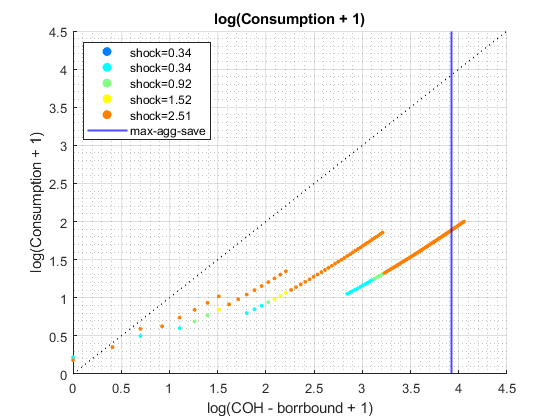 log(Consumption + 1)
4.5
4
3.5
3
2.5
2
1.5
1
0.5
0
log(Consumption + 1)
shock=0.34
shock=0.34
shock=0.92
shock=1.52
shock=2.51
max-agg-save
0 0.5 1 1.5 2 2.5 3 3.5 4 4.5
log(COH - borrbound + 1)